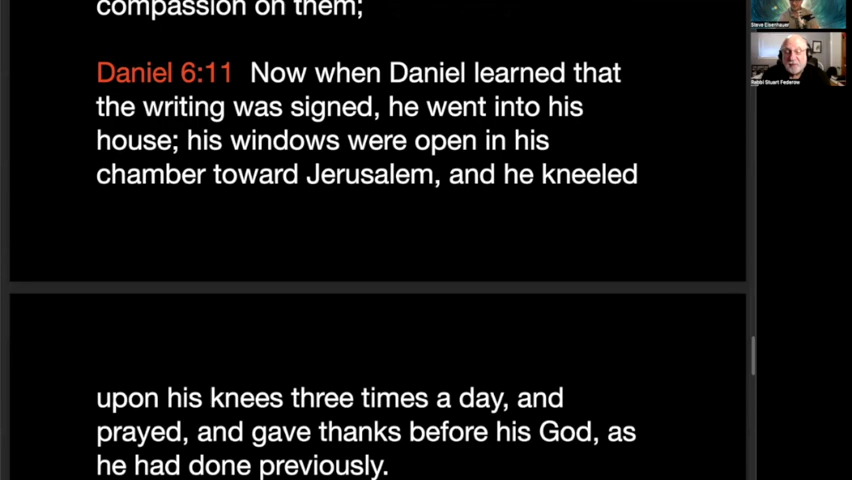 compassion on them;
Daniel 6:11 Now when Daniel learned that
the writing was signed, he went into his
house; his windows were open in his
chamber toward Jerusalem, and he kneeled
upon his knees three times a day, and
prayed, and gave thanks before his God, as
he had done previously.
Steve Eisenhauer
Rabbi Stuart Federow